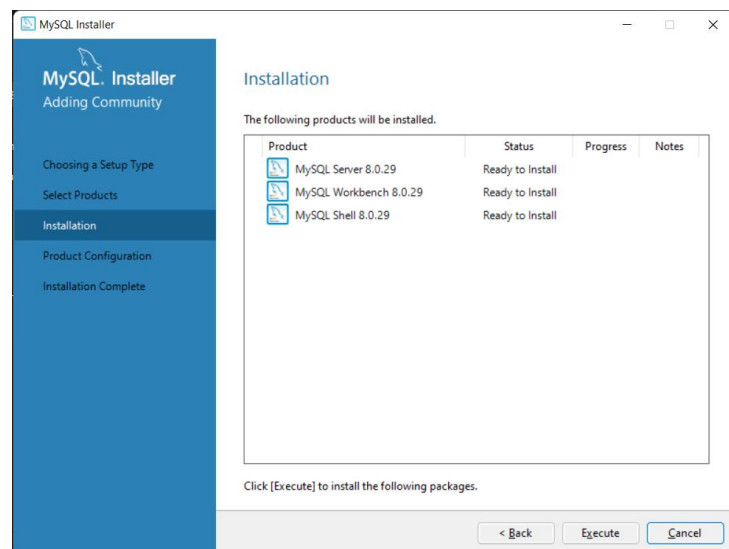 MySQL Installer
MySQL. Installer
Adding Community
Choosing a Setup Type
Select Products
Installation
Product Configuration
Installation Complete
Installation
The following products will be installed.
Product Status Progress Notes
MySQL Server 8.0.29 Ready to Install
MySQL Workbench 8.0.29 Ready to Install
MySQL Shell 8.0.29 Ready to Install
Click [Execute] to install the following packages.
< Back Execute Cancel